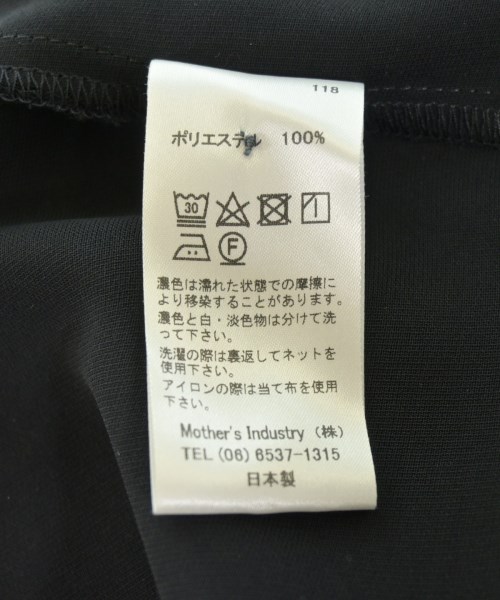 118
ポリエステル 100%
30
F
濃色は濡れた状態での摩擦に
より移染することがあります。
濃色と白・淡色物は分けて洗
って下さい。
洗濯の際は裏返してネットを
使用下さい。
アイロンの際は当て布を使用
下さい。
Mother's Industry (株)
TEL (06) 6537-1315
日本製